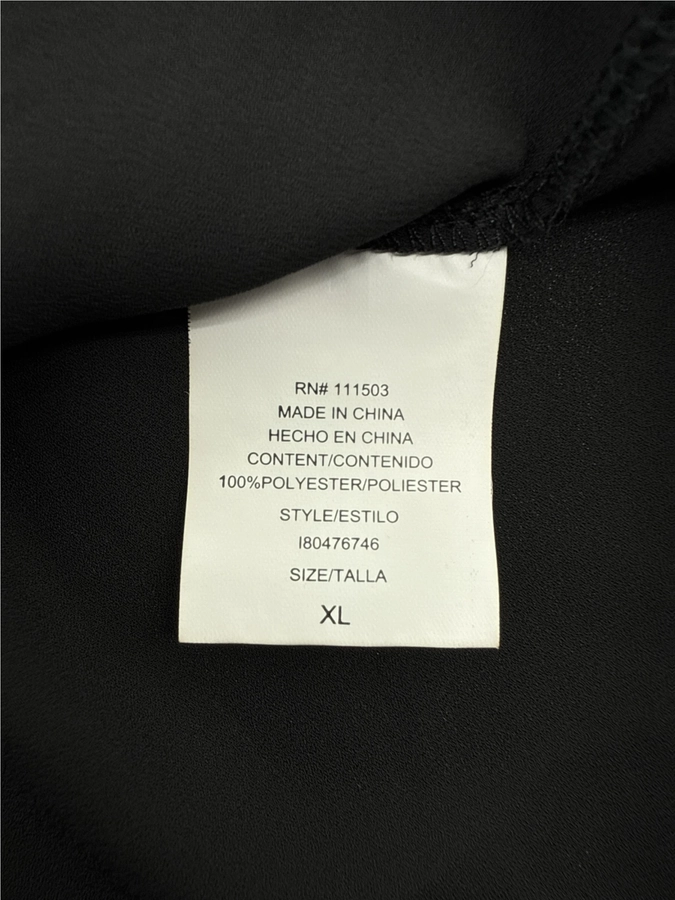 RN# 111503
MADE IN CHINA
HECHO EN CHINA
CONTENT/CONTENIDO
100%POLYESTER/POLIESTER
STYLE/ESTILO
I80476746
SIZE/TALLA
XL